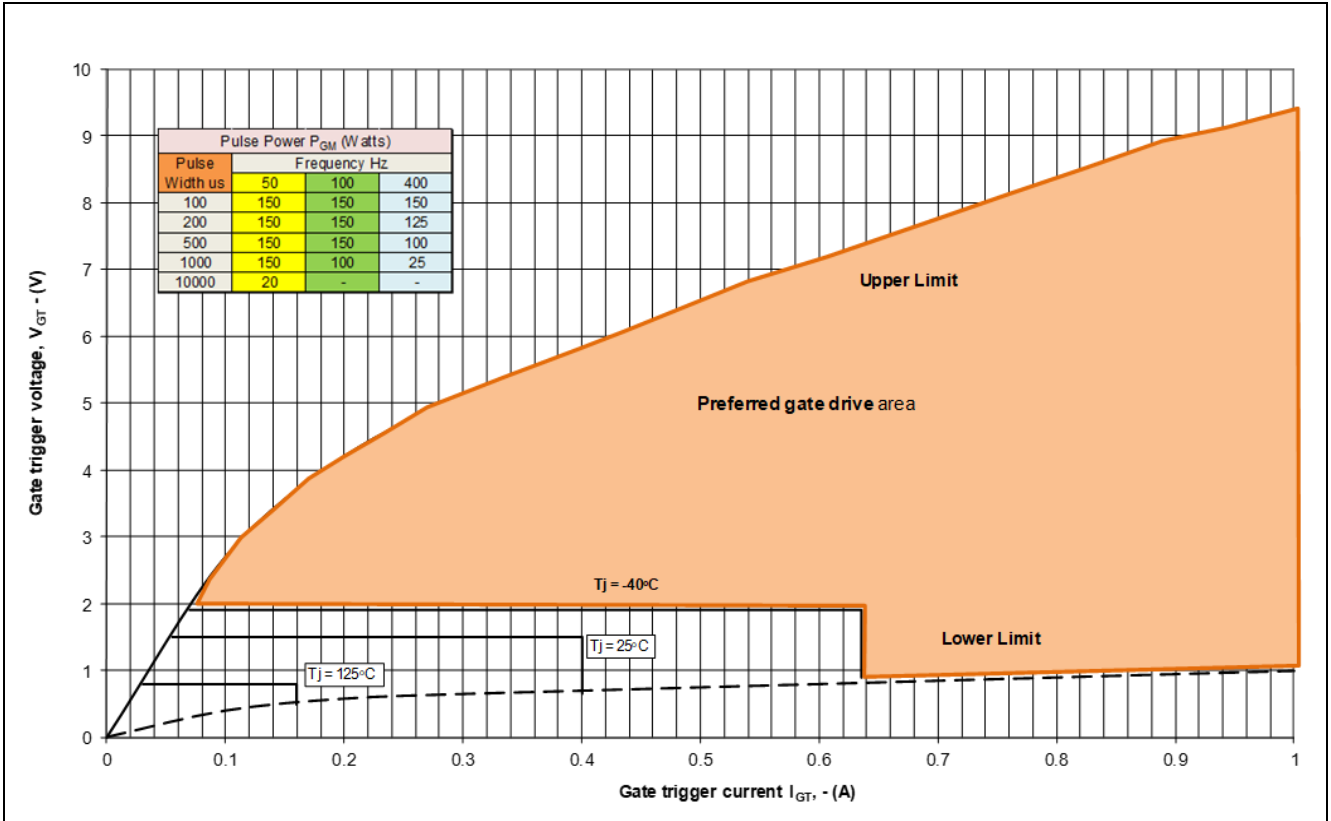 Pulse Power PGM (Watts)
Pulse Width us
Frequency Hz
50 100 400
100 150 150 150
200 150 150 125
500 150 150 100
1000 150 100 25
10000 20 - -
Gate trigger voltage, VGT - (V)
10
9
8
7
6
5
4
3
2
1
0
Upper Limit
Preferred gate drive area
Tj = -40oC
Tj = 25oC
Lower Limit
Tj = 125oC
0 0.1 0.2 0.3 0.4 0.5 0.6 0.7 0.8 0.9 1
Gate trigger current IGT, - (A)